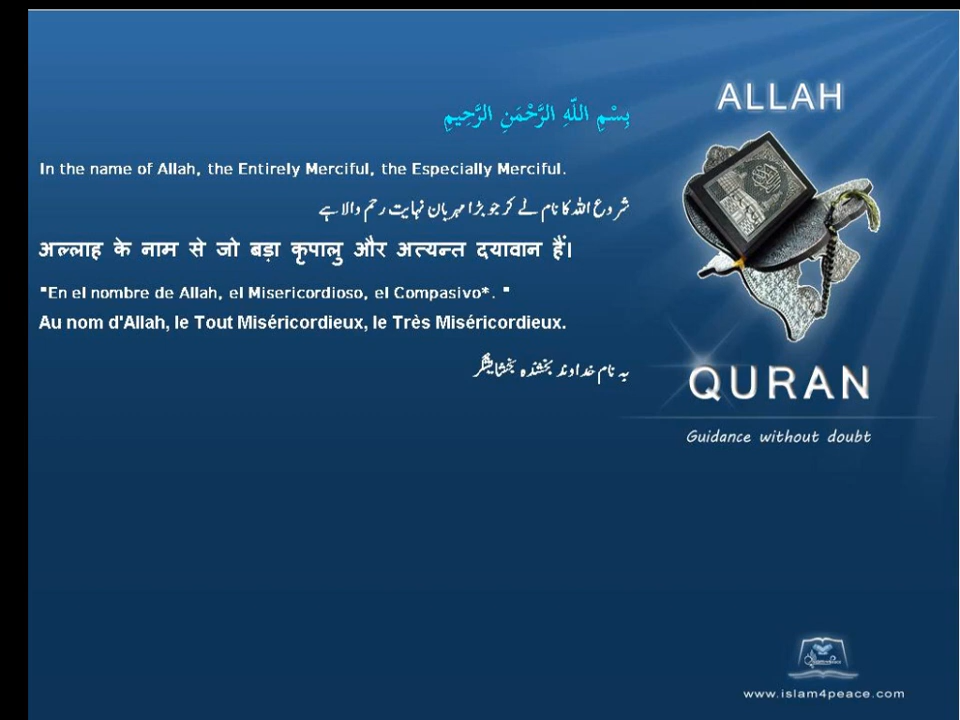 بِسْمِ اللّهِ الرَّحْمَنِ الرَّحِيمِ
In the name of Allah, the Entirely Merciful, the Especially Merciful.
شروع الله کا نام لے کر جو بڑا مہربان نہایت رحم والا ہے
अल्लाह के नाम से जो बड़ा कृपालु और अत्यन्त दयावान हैं।
"En el nombre de Allah, el Misericordioso, el Compasivo*. "
Au nom d'Allah, le Tout Miséricordieux, le Très Miséricordieux.
به نام خداوند بخشنده بخشایشگر
ALLAH
QURAN
Guidance without doubt
www.islam4peace.com